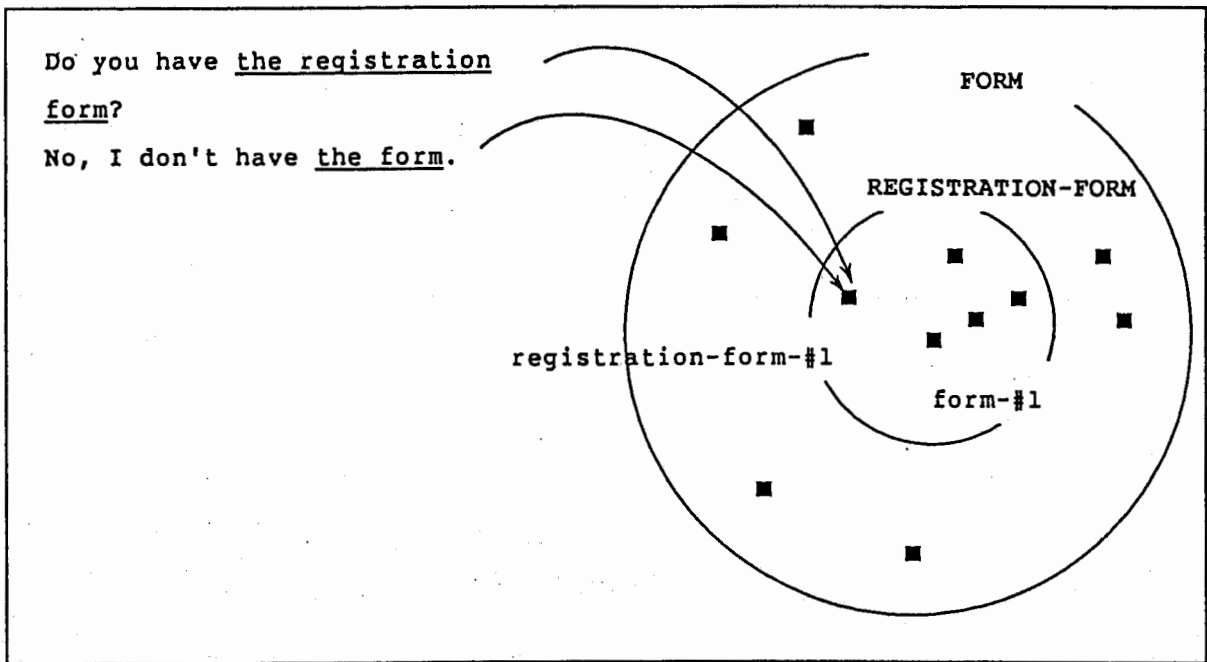 Do you have the registration
form?
No, I don't have the form.
FORM
REGISTRATION-FORM
registration-form-#1
form-#1